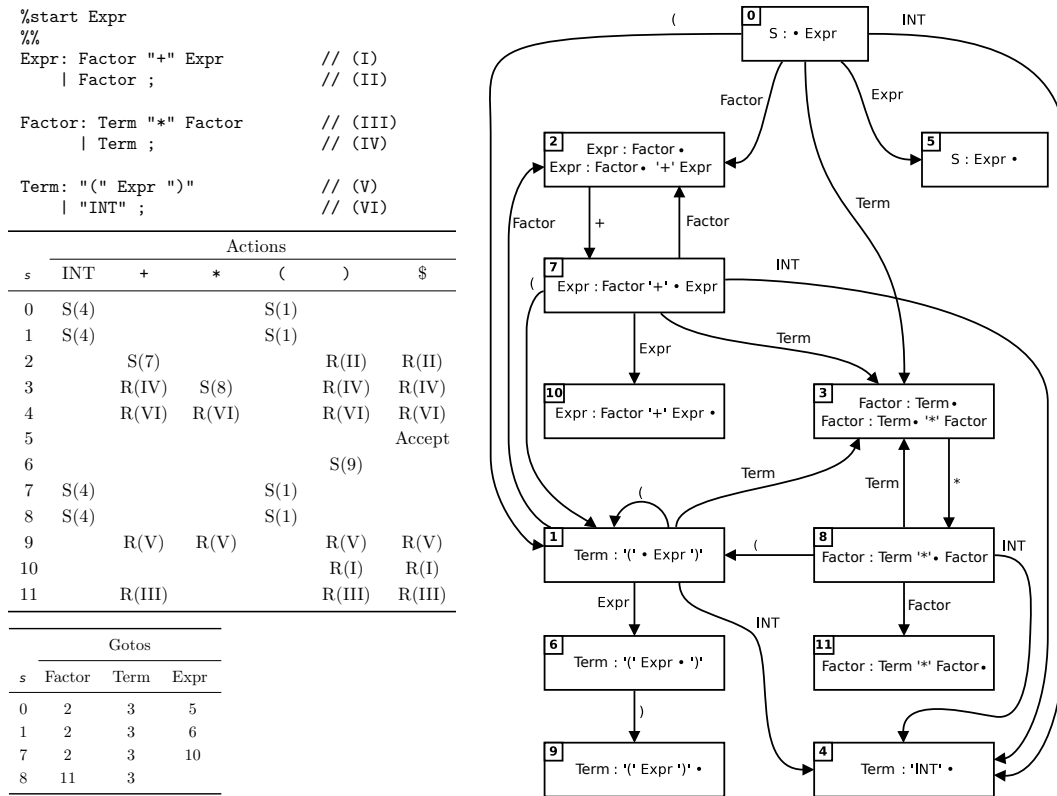 %start Expr
%%
Expr: Factor "+" Expr // (I)
| Factor ; // (II)
Factor: Term "*" Factor // (III)
| Term ; // (IV)
Term: "(" Expr ")" // (V)
| "INT" ; // (VI)
Actions
s INT + * ( ) $
0 S(4) S(1)
1 S(4) S(1)
2 S(7) R(II) R(II)
3 R(IV) S(8) R(IV) R(IV)
4 R(VI) R(VI) R(VI) R(VI)
5 Accept
6 S(9)
7 S(4) S(1)
8 S(4) S(1)
9 R(V) R(V) R(V) R(V)
10 R(I) R(I)
11 R(III) R(III) R(III)
Gotos
s Factor Term Expr
0 2 3 5
1 2 3 6
7 2 3 10
8 11 3
0
S : • Expr
(
INT
Factor
Expr
Term
2
Expr : Factor •
Expr : Factor • '+' Expr
5
S : Expr •
Factor
+
Factor
7
Expr : Factor '+' • Expr
(
INT
Term
Expr
10
Expr : Factor '+' Expr •
3
Factor : Term •
Factor : Term • '*' Factor
Term
(
Term
*
1
Term : '(' • Expr ')'
(
8
Factor : Term '*' • Factor
INT
Expr
INT
Factor
6
Term : '(' Expr • ')'
11
Factor : Term '*' Factor •
)
9
Term : '(' Expr ')' •
4
Term : 'INT' •